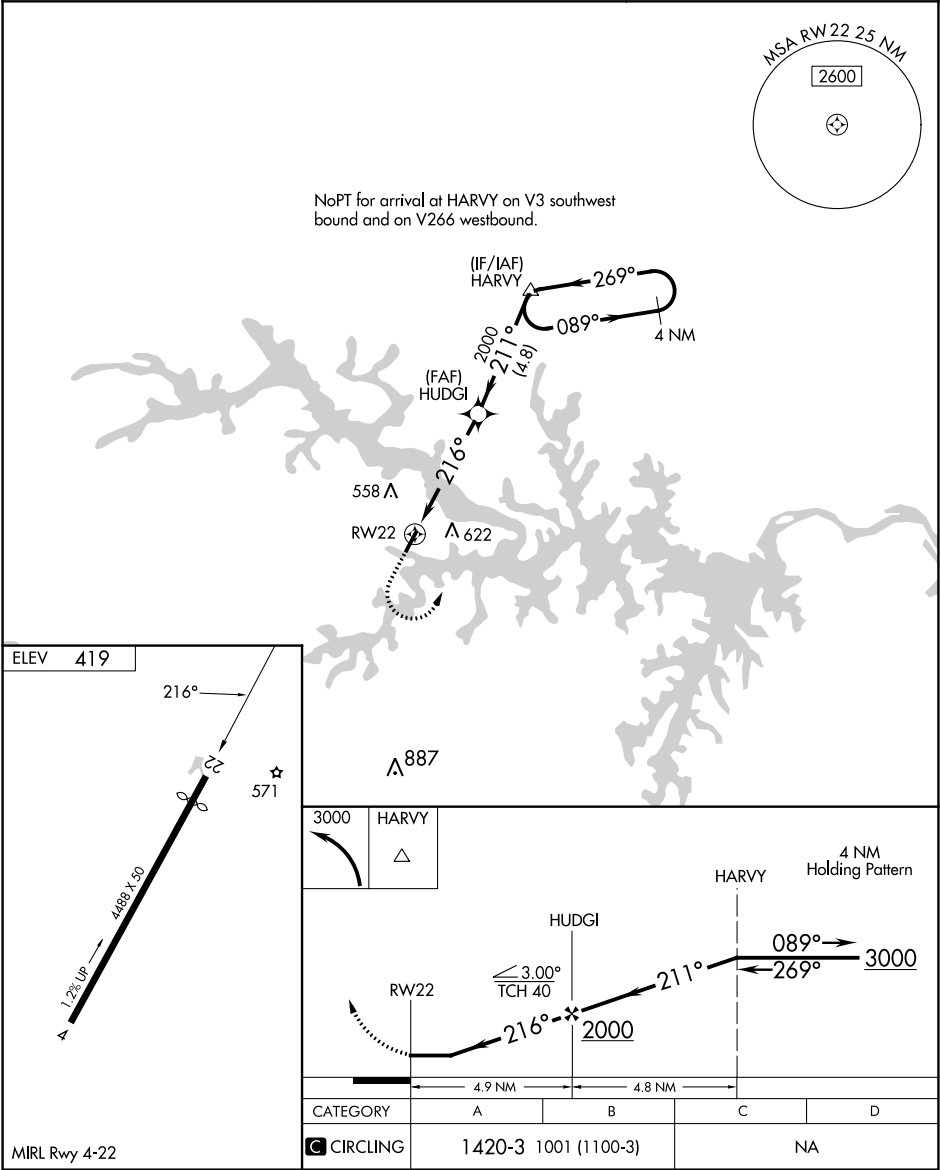 MSA RW 22 25 NM
2600
NoPT for arrival at HARVY on V3 southwest
bound and on V266 westbound.
(IF/IAF)
HARVY
269°
089°
4 NM
2000
211°
(4.8)
(FAF)
HUDGI
216°
558
RW22
622
887
ELEV 419
216°
22
571
4488 X 50
1.2% UP
4
MIRL Rwy 4-22
3000
HARVY
4 NM
Holding Pattern
HARVY
HUDGI
089°
269°
3000
3.00°
TCH 40
211°
RW22
216°
2000
4.9 NM
4.8 NM
CATEGORY A B C D
C CIRCLING 1420-3 1001 (1100-3) NA